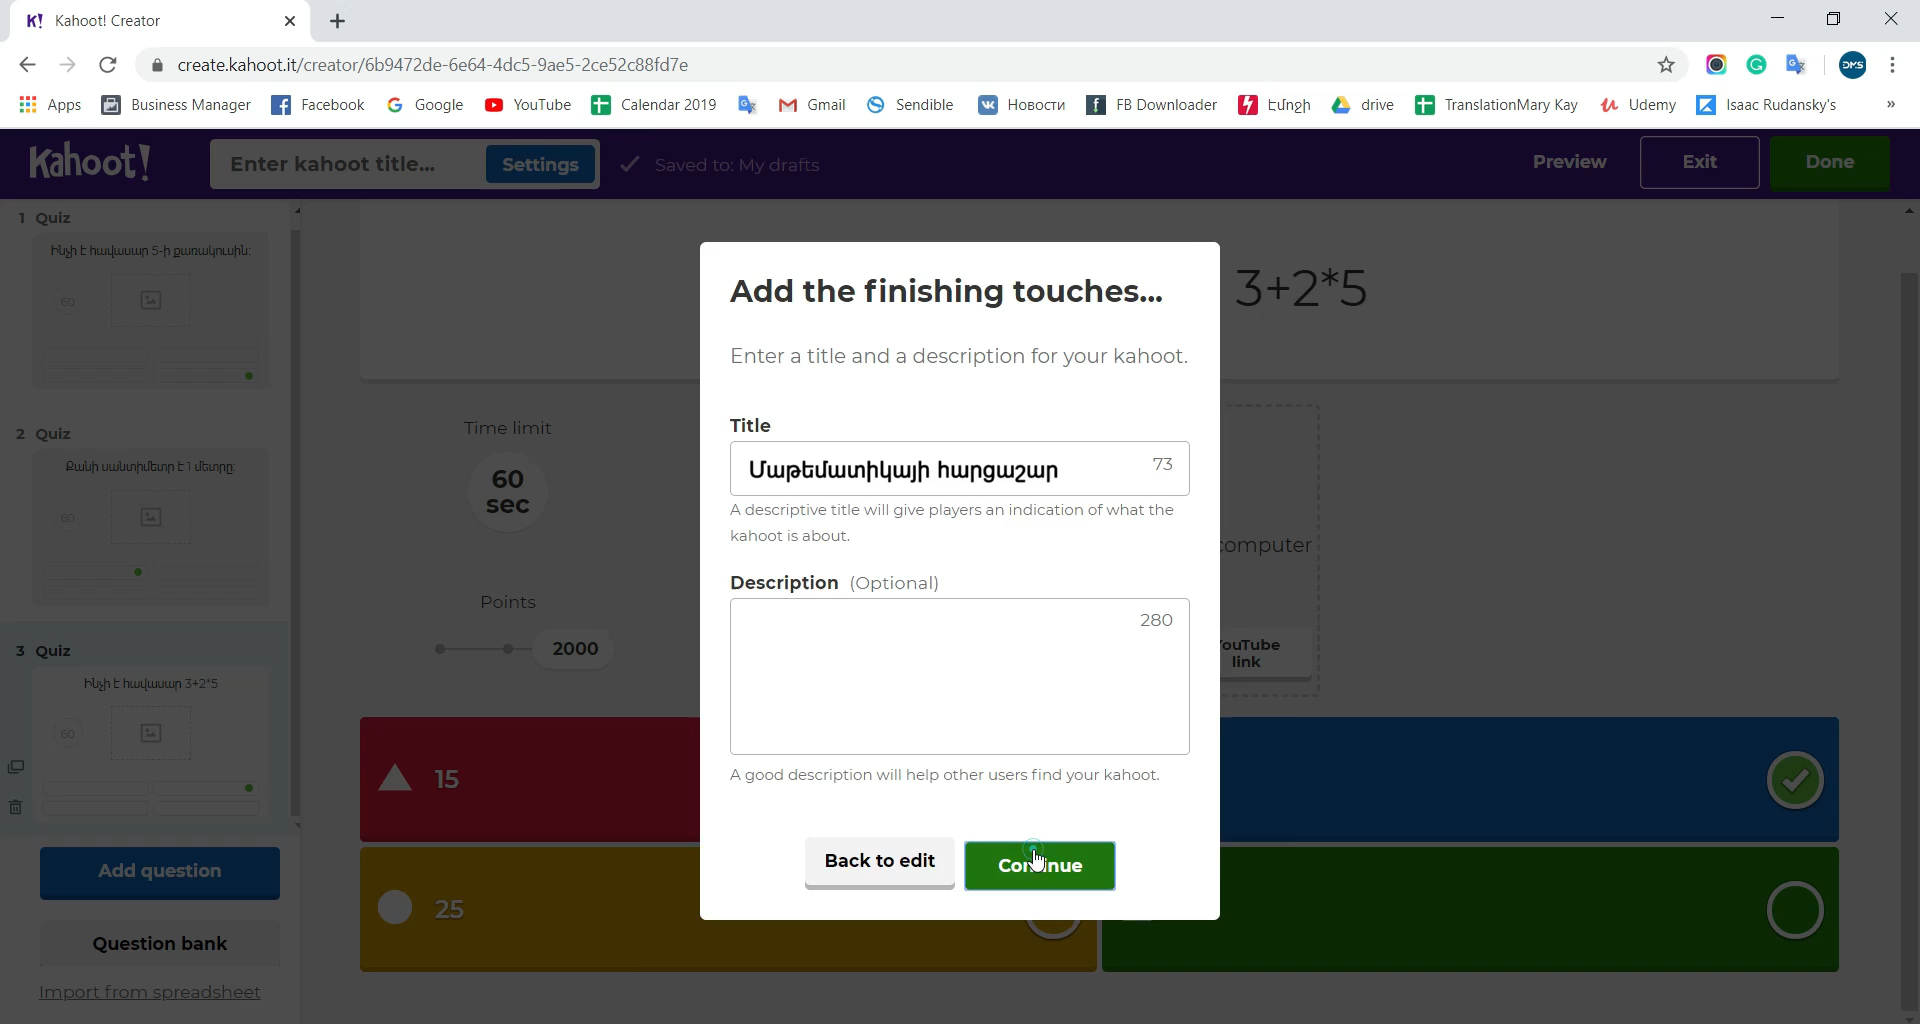 Kahoot! Creator
create.kahoot.it/creator/6b9472de-6e64-4dc5-9ae5-2ce52c88fd7e
Apps Business Manager Facebook Google YouTube Calendar 2019 Gmail Sendible Новости FB Downloader Էմոջի drive TranslationMary Kay Udemy Isaac Rudansky's »
Kahoot! Enter kahoot title... Settings Saved to: My drafts Preview Exit Done
1 Quiz
Ինչի է հավասար 5-ի քառակուսին:
60
2 Quiz
Քանի սանտիմետր է 1 մետրը:
60
3 Quiz
Ինչի է հավասար 3+2*5
60
Add question
Question bank
Import from spreadsheet
3+2*5
Time limit
60
sec
Points
2000
computer
YouTube
link
15
25
Add the finishing touches...
Enter a title and a description for your kahoot.
Title
Մաթեմատիկայի հարցաշար 73
A descriptive title will give players an indication of what the
kahoot is about.
Description (Optional)
280
A good description will help other users find your kahoot.
Back to edit Continue